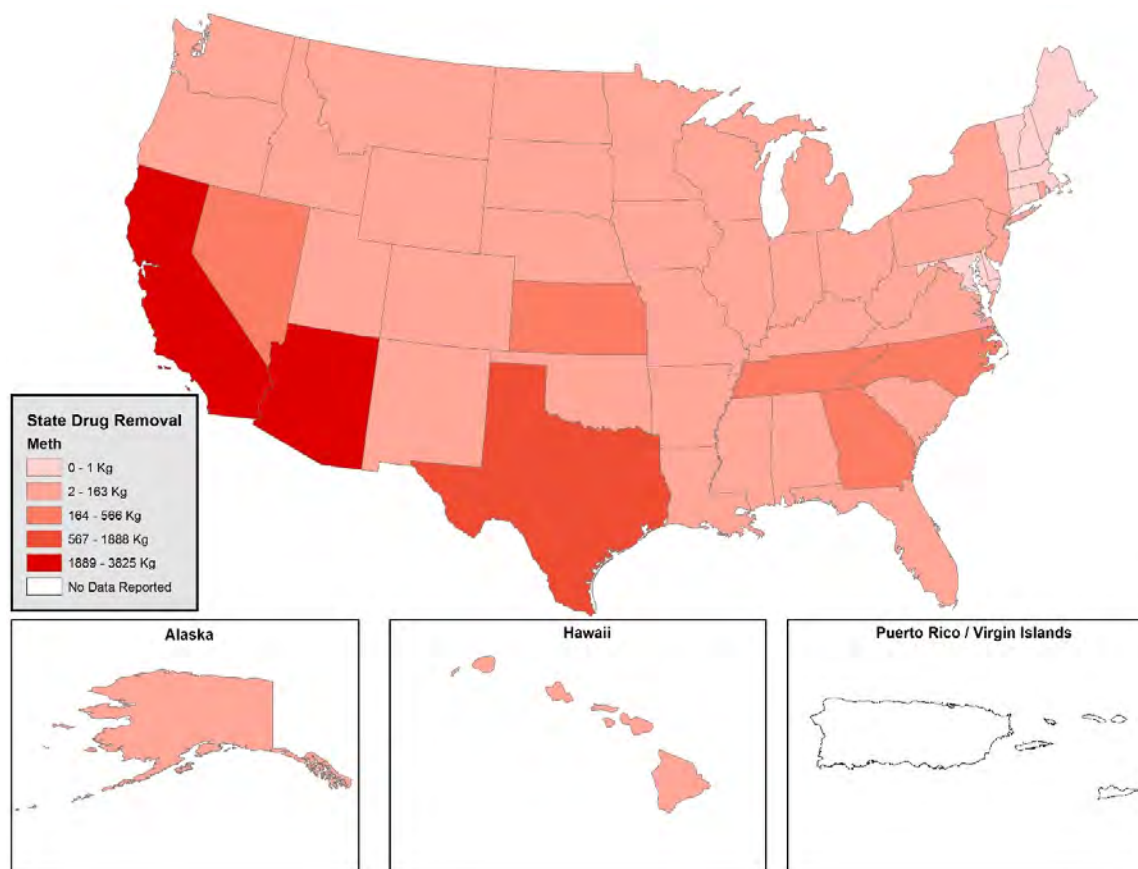 State Drug Removal
Meth
0 - 1 Kg
2 - 163 Kg
164 - 566 Kg
567 - 1888 Kg
1889 - 3825 Kg
No Data Reported
Alaska
Hawaii
Puerto Rico / Virgin Islands